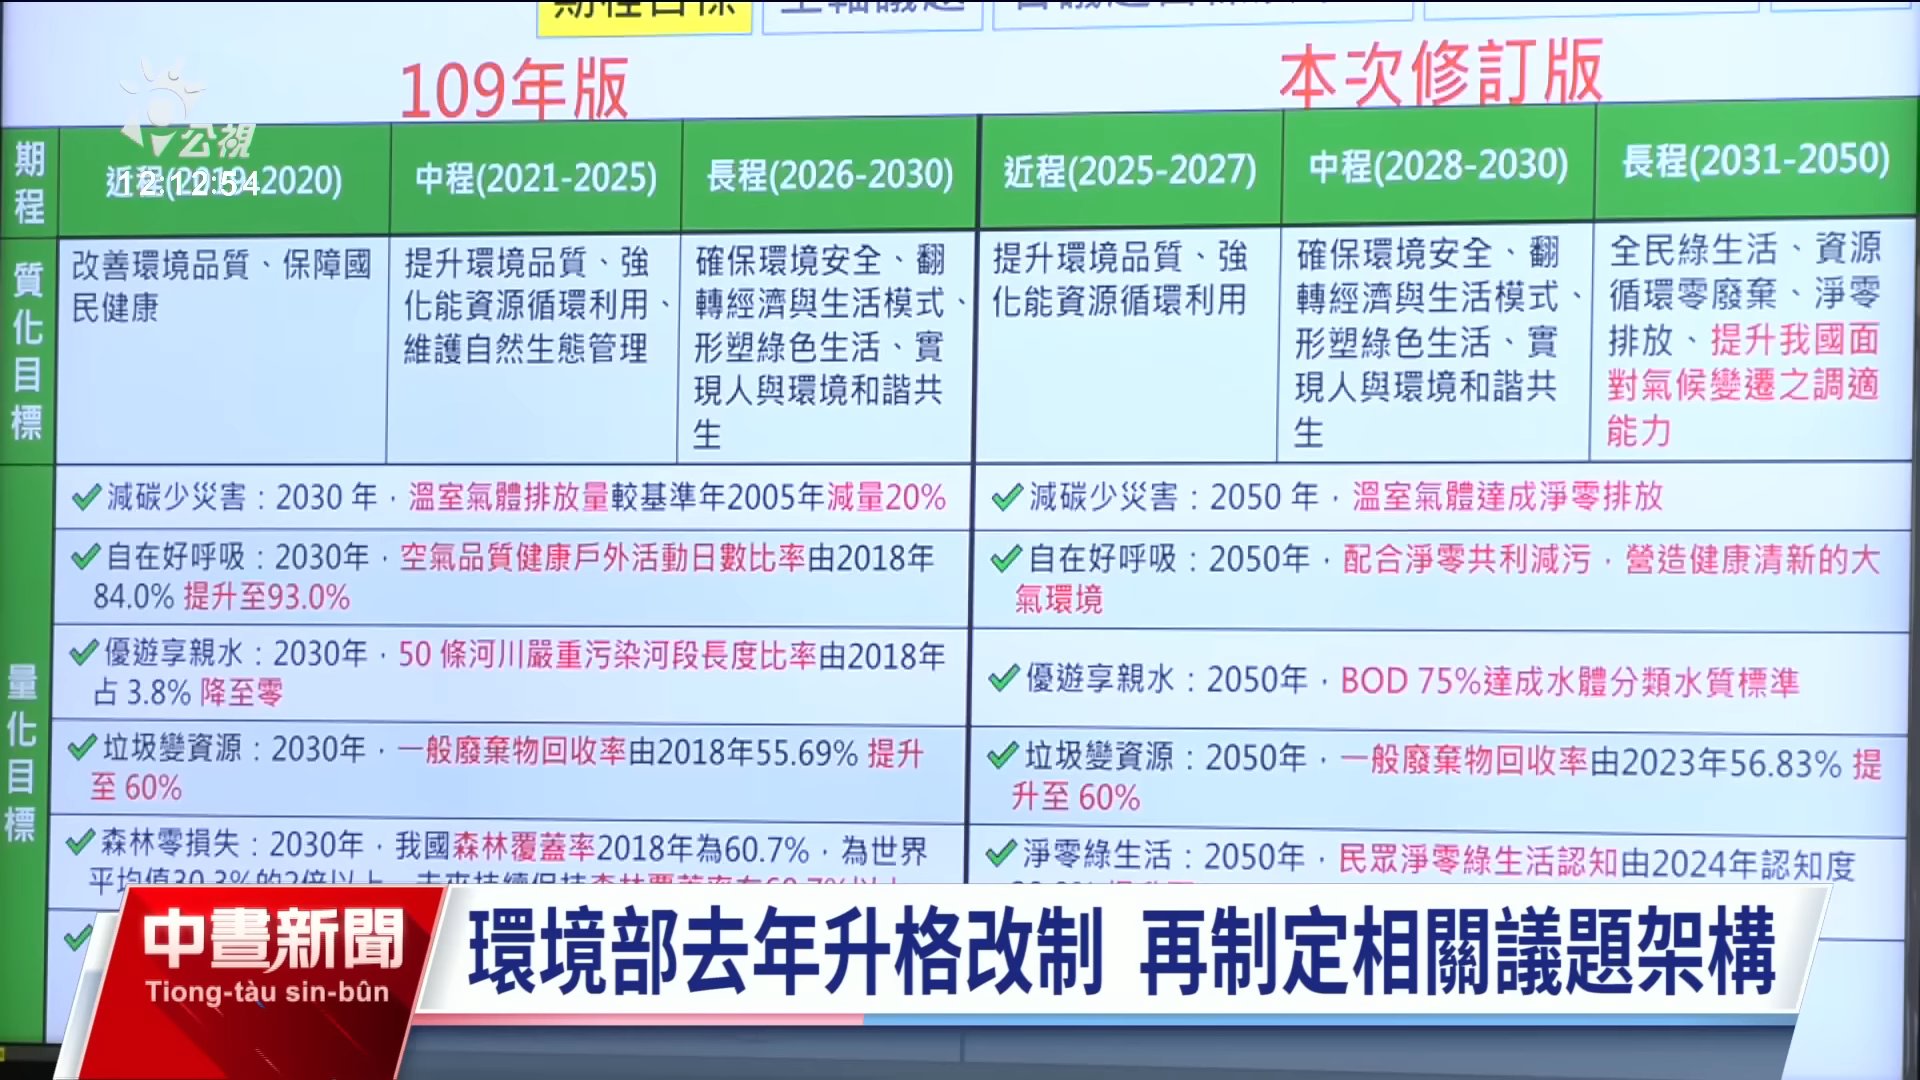 期程目標
109年版
本次修訂版
公視
12:12:54
期程
近程(2019-2020)
中程(2021-2025)
長程(2026-2030)
近程(2025-2027)
中程(2028-2030)
長程(2031-2050)
質化目標
改善環境品質、保障國
民健康
提升環境品質、強
化能資源循環利用、
維護自然生態管理
確保環境安全、翻
轉經濟與生活模式、
形塑綠色生活、實
現人與環境和諧共
生
提升環境品質、強
化能資源循環利用
確保環境安全、翻
轉經濟與生活模式、
形塑綠色生活、實
現人與環境和諧共
生
全民綠生活、資源
循環零廢棄、淨零
排放、提升我國面
對氣候變遷之調適
能力
量化目標
減碳少災害：2030 年，溫室氣體排放量較基準年2005年減量20%
自在好呼吸：2030年，空氣品質健康戶外活動日數比率由2018年
84.0% 提升至93.0%
優遊享親水：2030年，50 條河川嚴重污染河段長度比率由2018年
占 3.8% 降至零
垃圾變資源：2030年，一般廢棄物回收率由2018年55.69% 提升
至 60%
森林零損失：2030年，我國森林覆蓋率2018年為60.7%，為世界
平均值30.3%的2倍以上
減碳少災害：2050 年，溫室氣體達成淨零排放
自在好呼吸：2050年，配合淨零共利減污，營造健康清新的大
氣環境
優遊享親水：2050年，BOD 75%達成水體分類水質標準
垃圾變資源：2050年，一般廢棄物回收率由2023年56.83% 提
升至 60%
淨零綠生活：2050年，民眾淨零綠生活認知由2024年認知度
中晝新聞
Tiong-tàu sin-bûn
環境部去年升格改制 再制定相關議題架構